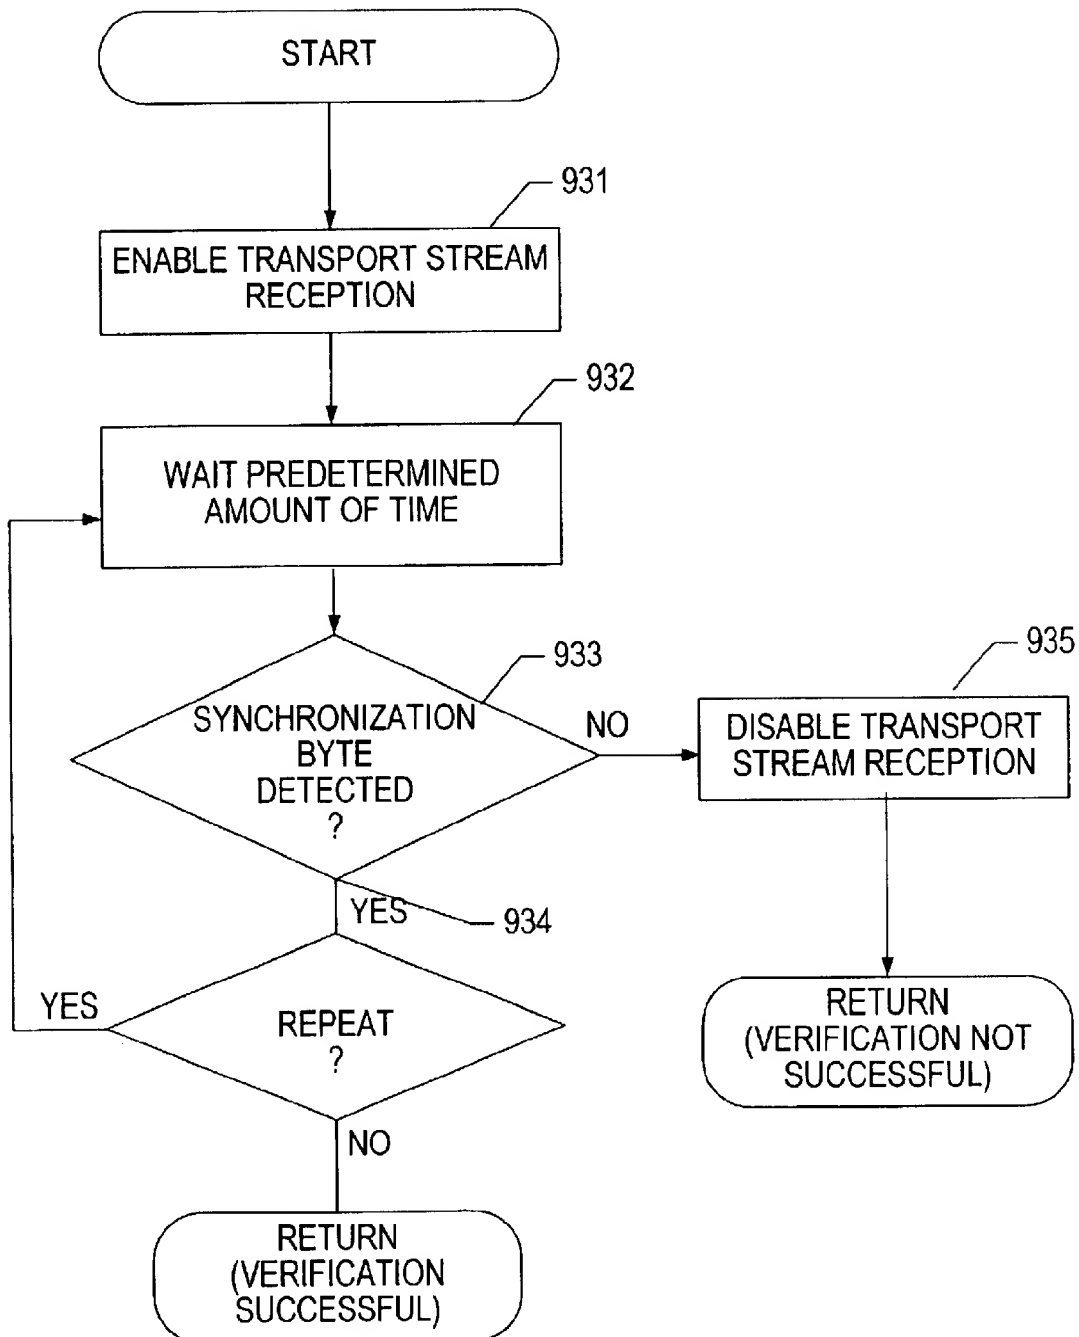 START
931
ENABLE TRANSPORT STREAM
RECEPTION
932
WAIT PREDETERMINED
AMOUNT OF TIME
933
SYNCHRONIZATION
BYTE
DETECTED
?
NO
935
DISABLE TRANSPORT
STREAM RECEPTION
YES
934
REPEAT
?
YES
NO
RETURN
(VERIFICATION NOT
SUCCESSFUL)
RETURN
(VERIFICATION
SUCCESSFUL)